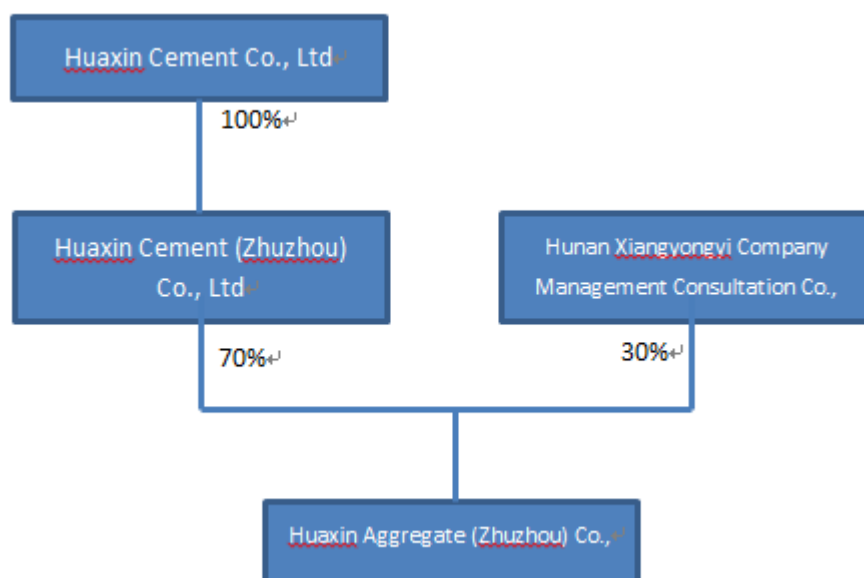 Huaxin Cement Co., Ltd
100%
Huaxin Cement (Zhuzhou)
Co., Ltd
Hunan Xiangyongyi Company
Management Consultation Co.,
70%
30%
Huaxin Aggregate (Zhuzhou) Co.,